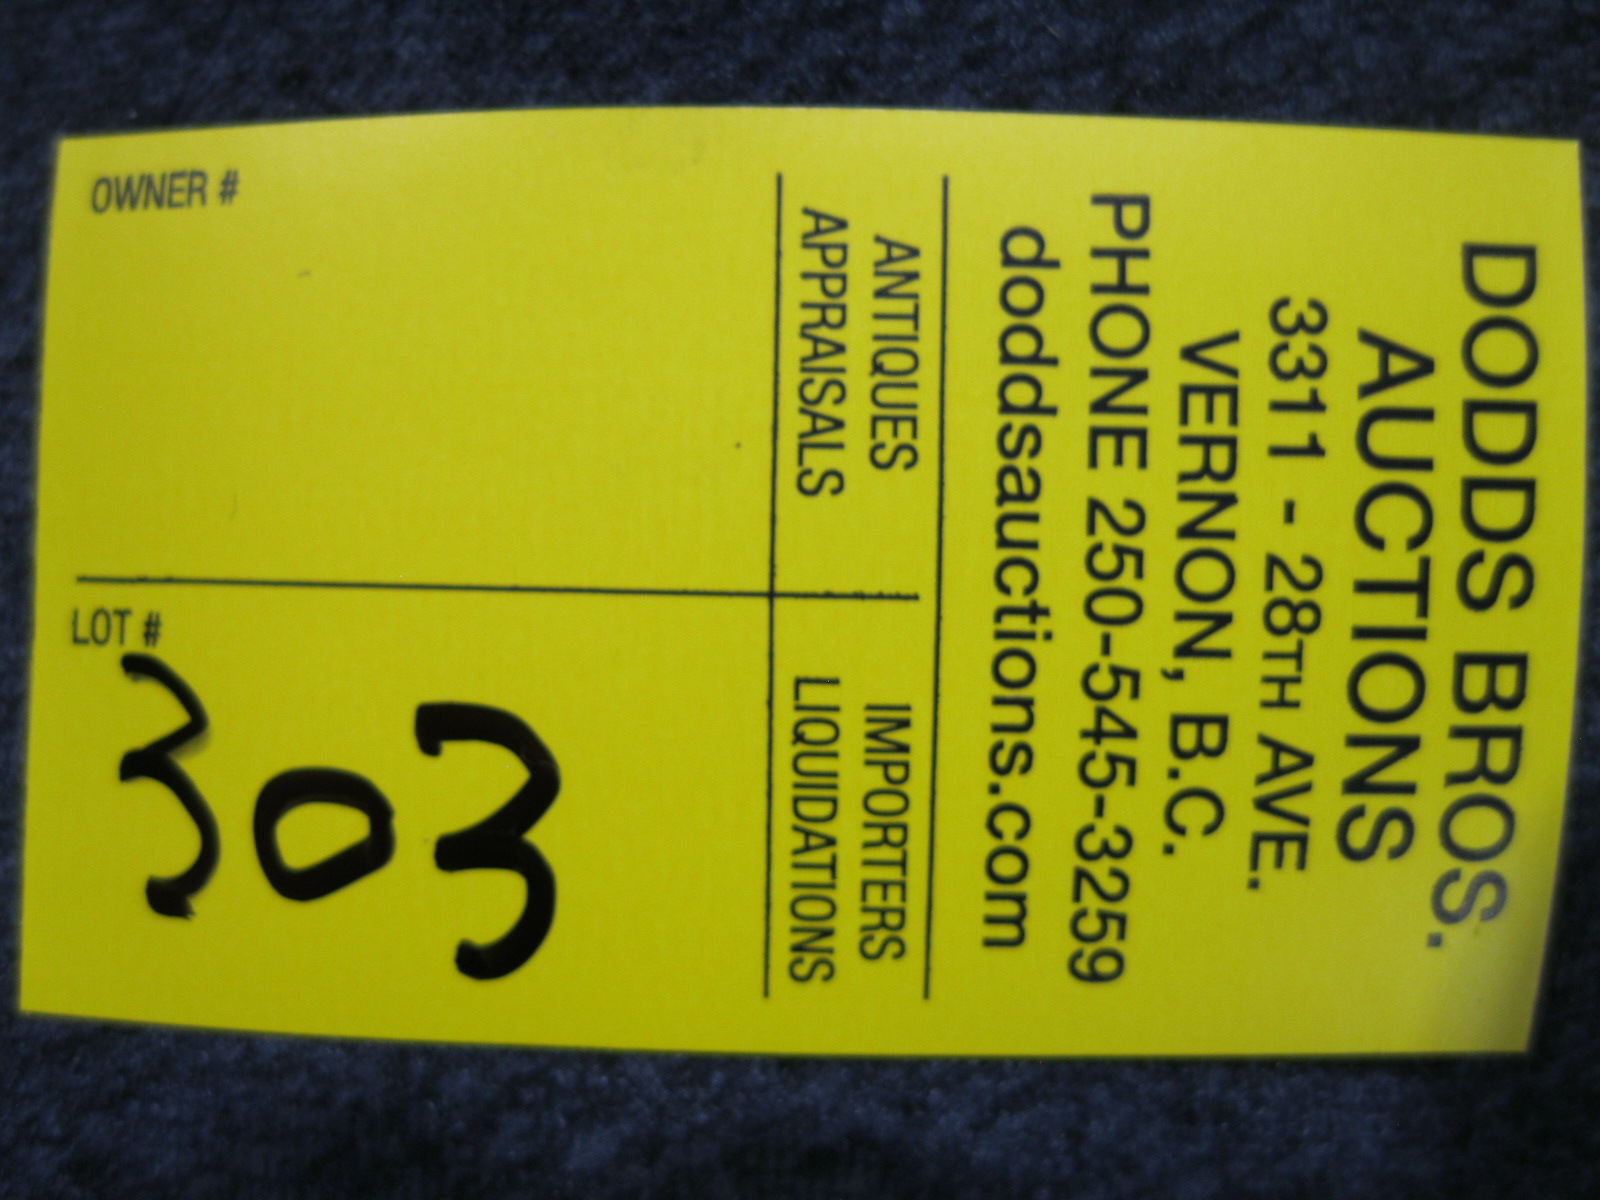 DODDS BROS.
AUCTIONS
3311 - 28TH AVE.
VERNON, B.C.
PHONE 250-545-3259
doddsauctions.com
ANTIQUES IMPORTERS
APPRAISALS LIQUIDATIONS
OWNER #
LOT #
303